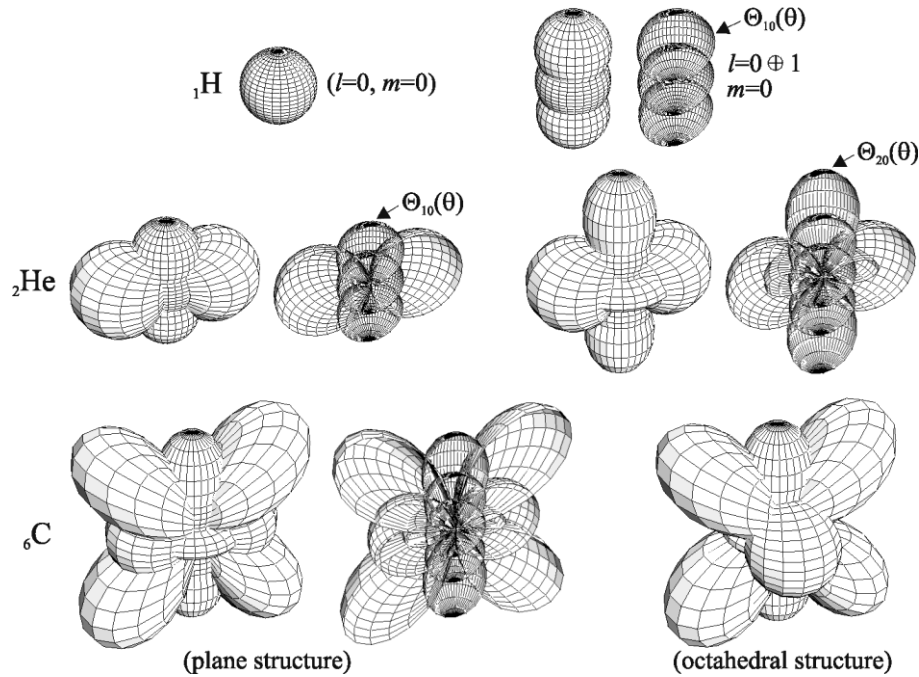 ₁H
(l=0, m=0)
Θ₁₀(θ)
l=0 ⊕ 1
m=0
₂He
Θ₁₀(θ)
Θ₂₀(θ)
₆C
(plane structure)
(octahedral structure)